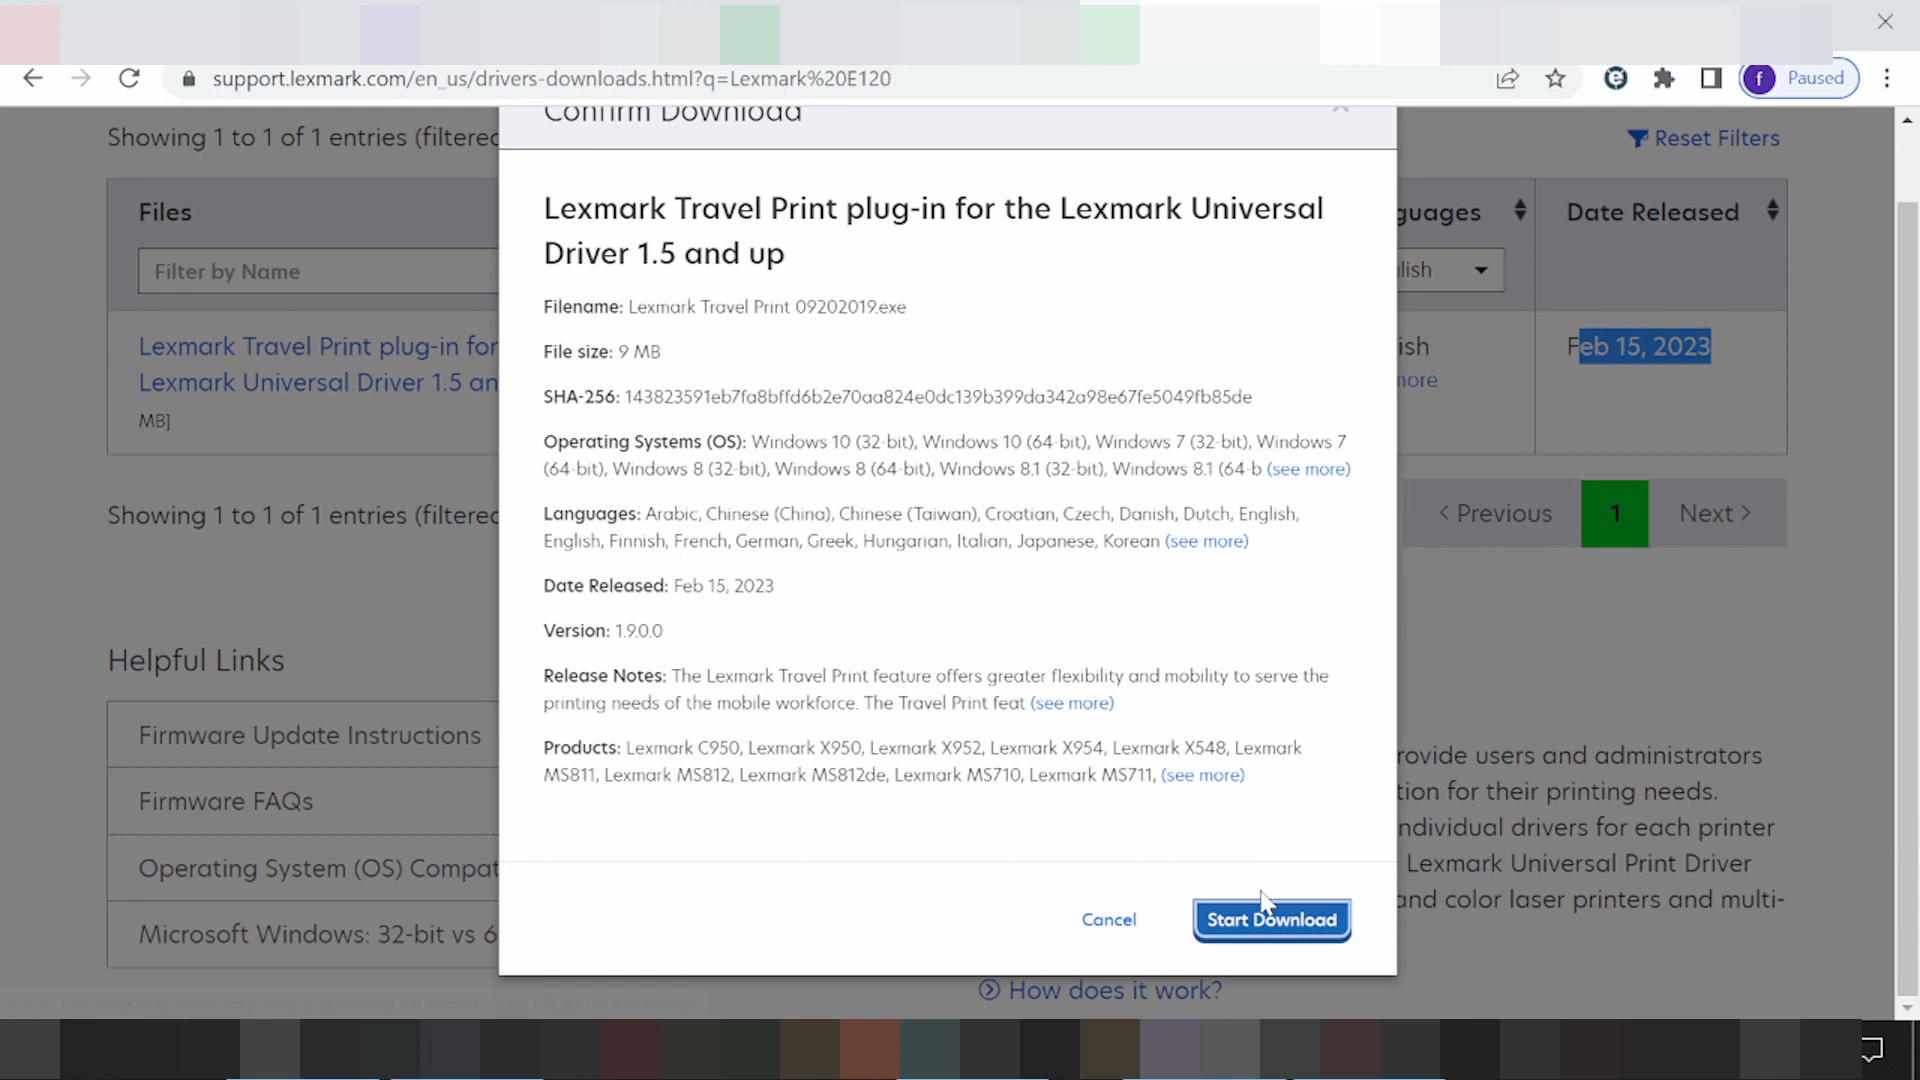 support.lexmark.com/en_us/drivers-downloads.html?q=Lexmark%20E120
f Paused
Confirm Download
Showing 1 to 1 of 1 entries (filtered
Reset Filters
Files
guages
Date Released
Filter by Name
lish
Lexmark Travel Print plug-in for
Lexmark Universal Driver 1.5 an
MB]
ish
more
Feb 15, 2023
Showing 1 to 1 of 1 entries (filtered
< Previous
1
Next >
Lexmark Travel Print plug-in for the Lexmark Universal
Driver 1.5 and up
Filename: Lexmark Travel Print 09202019.exe
File size: 9 MB
SHA-256: 143823591eb7fa8bffd6b2e70aa824e0dc139b399da342a98e67fe5049fb85de
Operating Systems (OS): Windows 10 (32-bit), Windows 10 (64-bit), Windows 7 (32-bit), Windows 7
(64-bit), Windows 8 (32-bit), Windows 8 (64-bit), Windows 8.1 (32-bit), Windows 8.1 (64-b (see more)
Languages: Arabic, Chinese (China), Chinese (Taiwan), Croatian, Czech, Danish, Dutch, English,
English, Finnish, French, German, Greek, Hungarian, Italian, Japanese, Korean (see more)
Date Released: Feb 15, 2023
Version: 1.9.0.0
Release Notes: The Lexmark Travel Print feature offers greater flexibility and mobility to serve the
printing needs of the mobile workforce. The Travel Print feat (see more)
Products: Lexmark C950, Lexmark X950, Lexmark X952, Lexmark X954, Lexmark X548, Lexmark
MS811, Lexmark MS812, Lexmark MS812de, Lexmark MS710, Lexmark MS711, (see more)
Cancel
Start Download
Helpful Links
Firmware Update Instructions
Firmware FAQs
Operating System (OS) Compat
Microsoft Windows: 32-bit vs 6
rovide users and administrators
tion for their printing needs.
ndividual drivers for each printer
Lexmark Universal Print Driver
and color laser printers and multi-
How does it work?